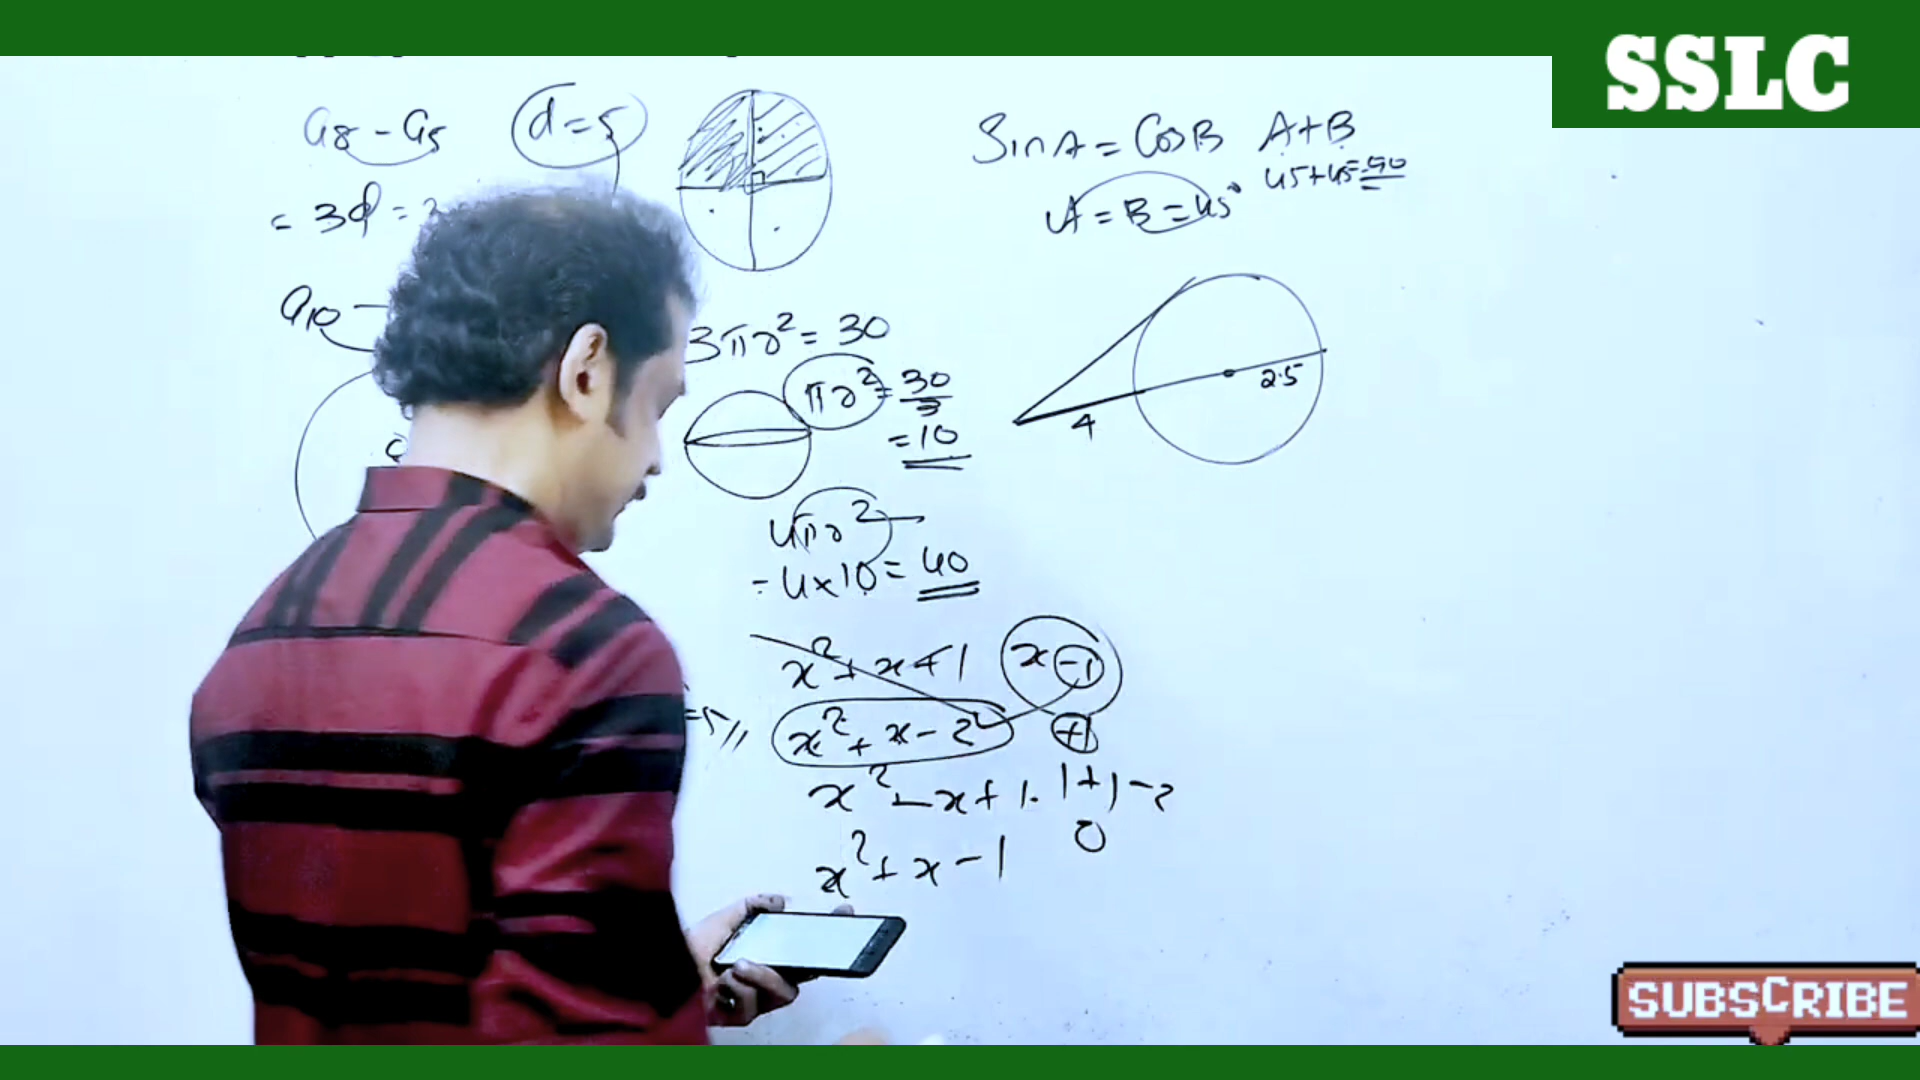 SSLC
a8 - a5
d = 5
= 3d =
a10 -
3πr² = 30
πr² = 30/3
= 10
4πr²
= 4×10 = 40
x² + x + 1
x - 1
x² + x - 2
+1
x² - x + 1
1 + 1 - 2
0
x² + x - 1
Sin A = Cos B
A + B
45 + 45 = 90
A = B = 45°
4
2.5
SUBSCRIBE